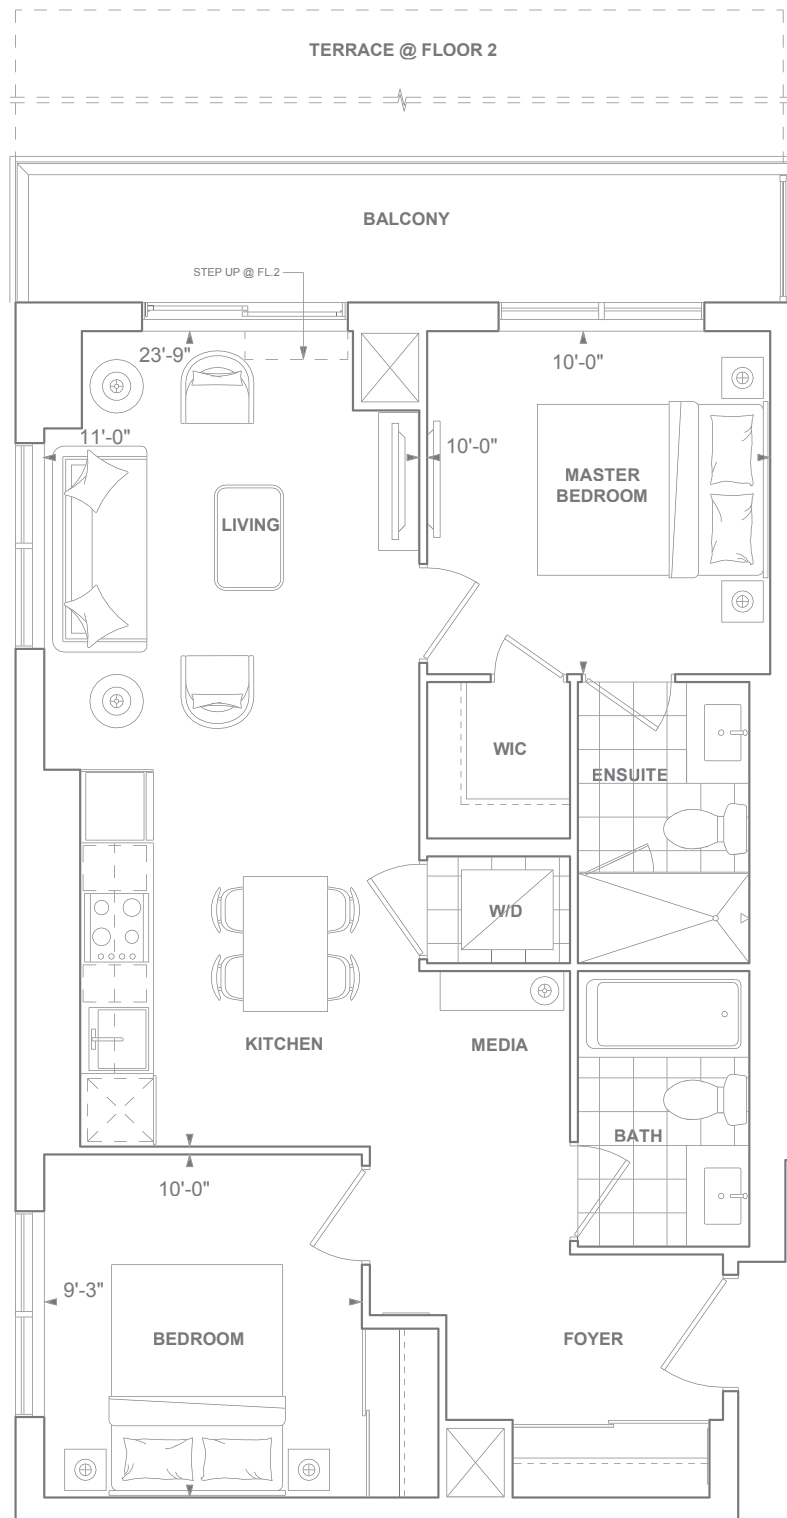 TERRACE @ FLOOR 2
BALCONY
STEP UP @ FL.2
23'-9"
10'-0"
11'-0"
10'-0"
MASTER
BEDROOM
LIVING
WIC
ENSUITE
W/D
KITCHEN
MEDIA
BATH
10'-0"
9'-3"
BEDROOM
FOYER